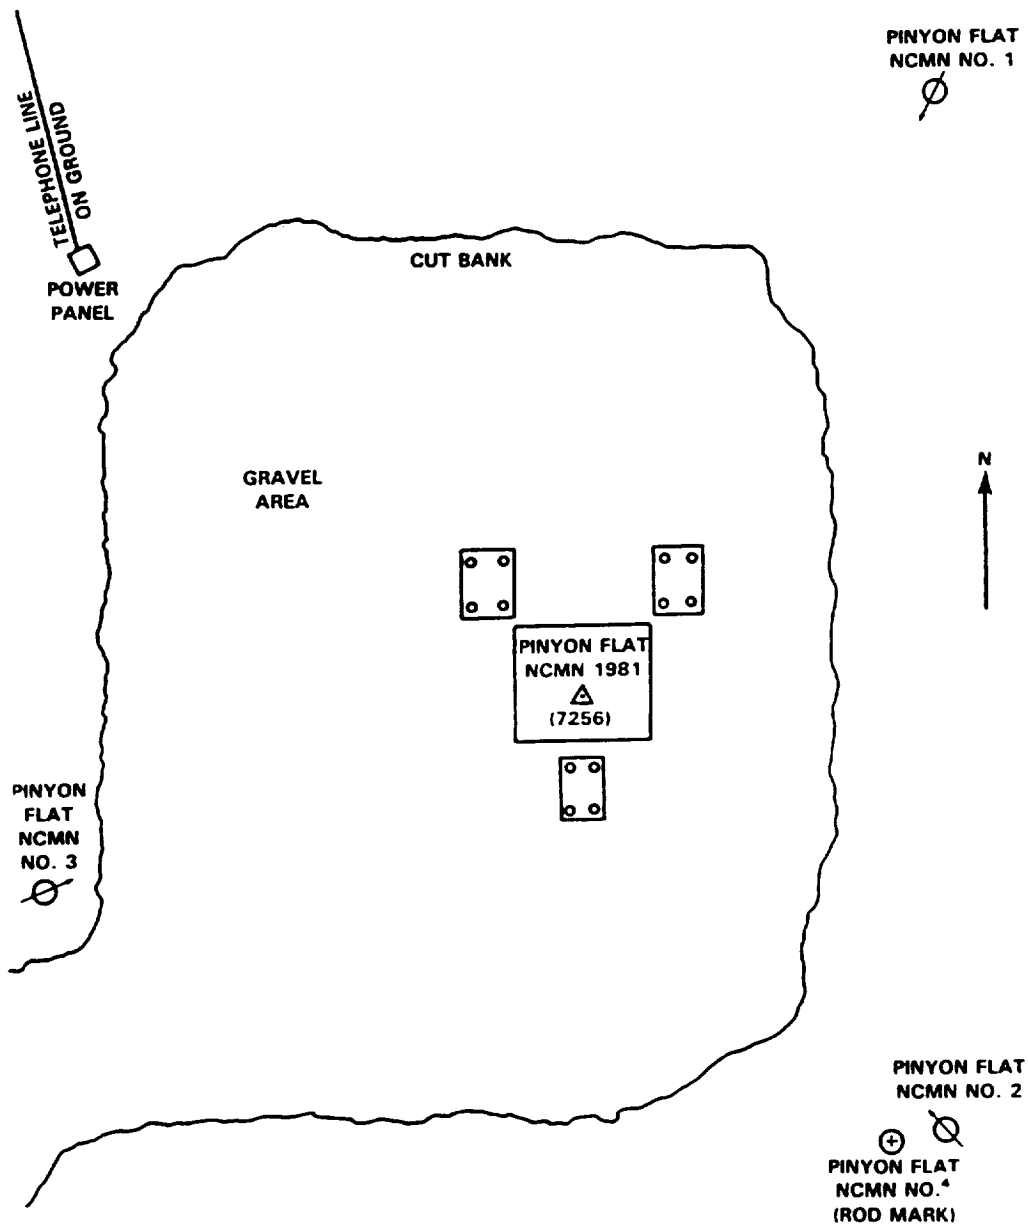 PINYON FLAT
NCMN NO. 1
TELEPHONE LINE
ON GROUND
POWER
PANEL
CUT BANK
GRAVEL
AREA
N
PINYON FLAT
NCMN 1981
(7256)
PINYON
FLAT
NCMN
NO. 3
PINYON FLAT
NCMN NO. 2
PINYON FLAT
NCMN NO. 4
(ROD MARK)